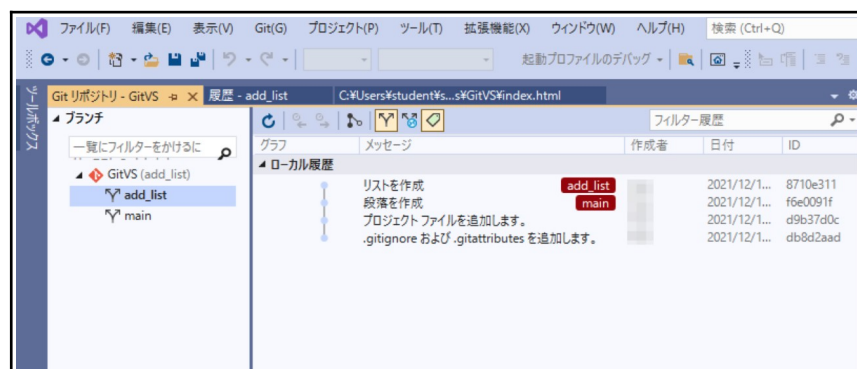 ファイル(F) 編集(E) 表示(V) Git(G) プロジェクト(P) ツール(T) 拡張機能(X) ウィンドウ(W) ヘルプ(H) 検索 (Ctrl+Q)
起動プロファイルのデバッグ
ツールボックス
Git リポジトリ - GitVS 履歴 - add_list C:¥Users¥student¥s...s¥GitVS¥index.html
ブランチ
一覧にフィルターをかけるに
GitVS (add_list)
add_list
main
フィルター履歴
グラフ メッセージ 作成者 日付 ID
ローカル履歴
リストを作成 add_list 2021/12/1... 8710e311
段落を作成 main 2021/12/1... f6e0091f
プロジェクト ファイルを追加します。 2021/12/1... d9b37d0c
.gitignore および .gitattributes を追加します。 2021/12/1... db8d2aad